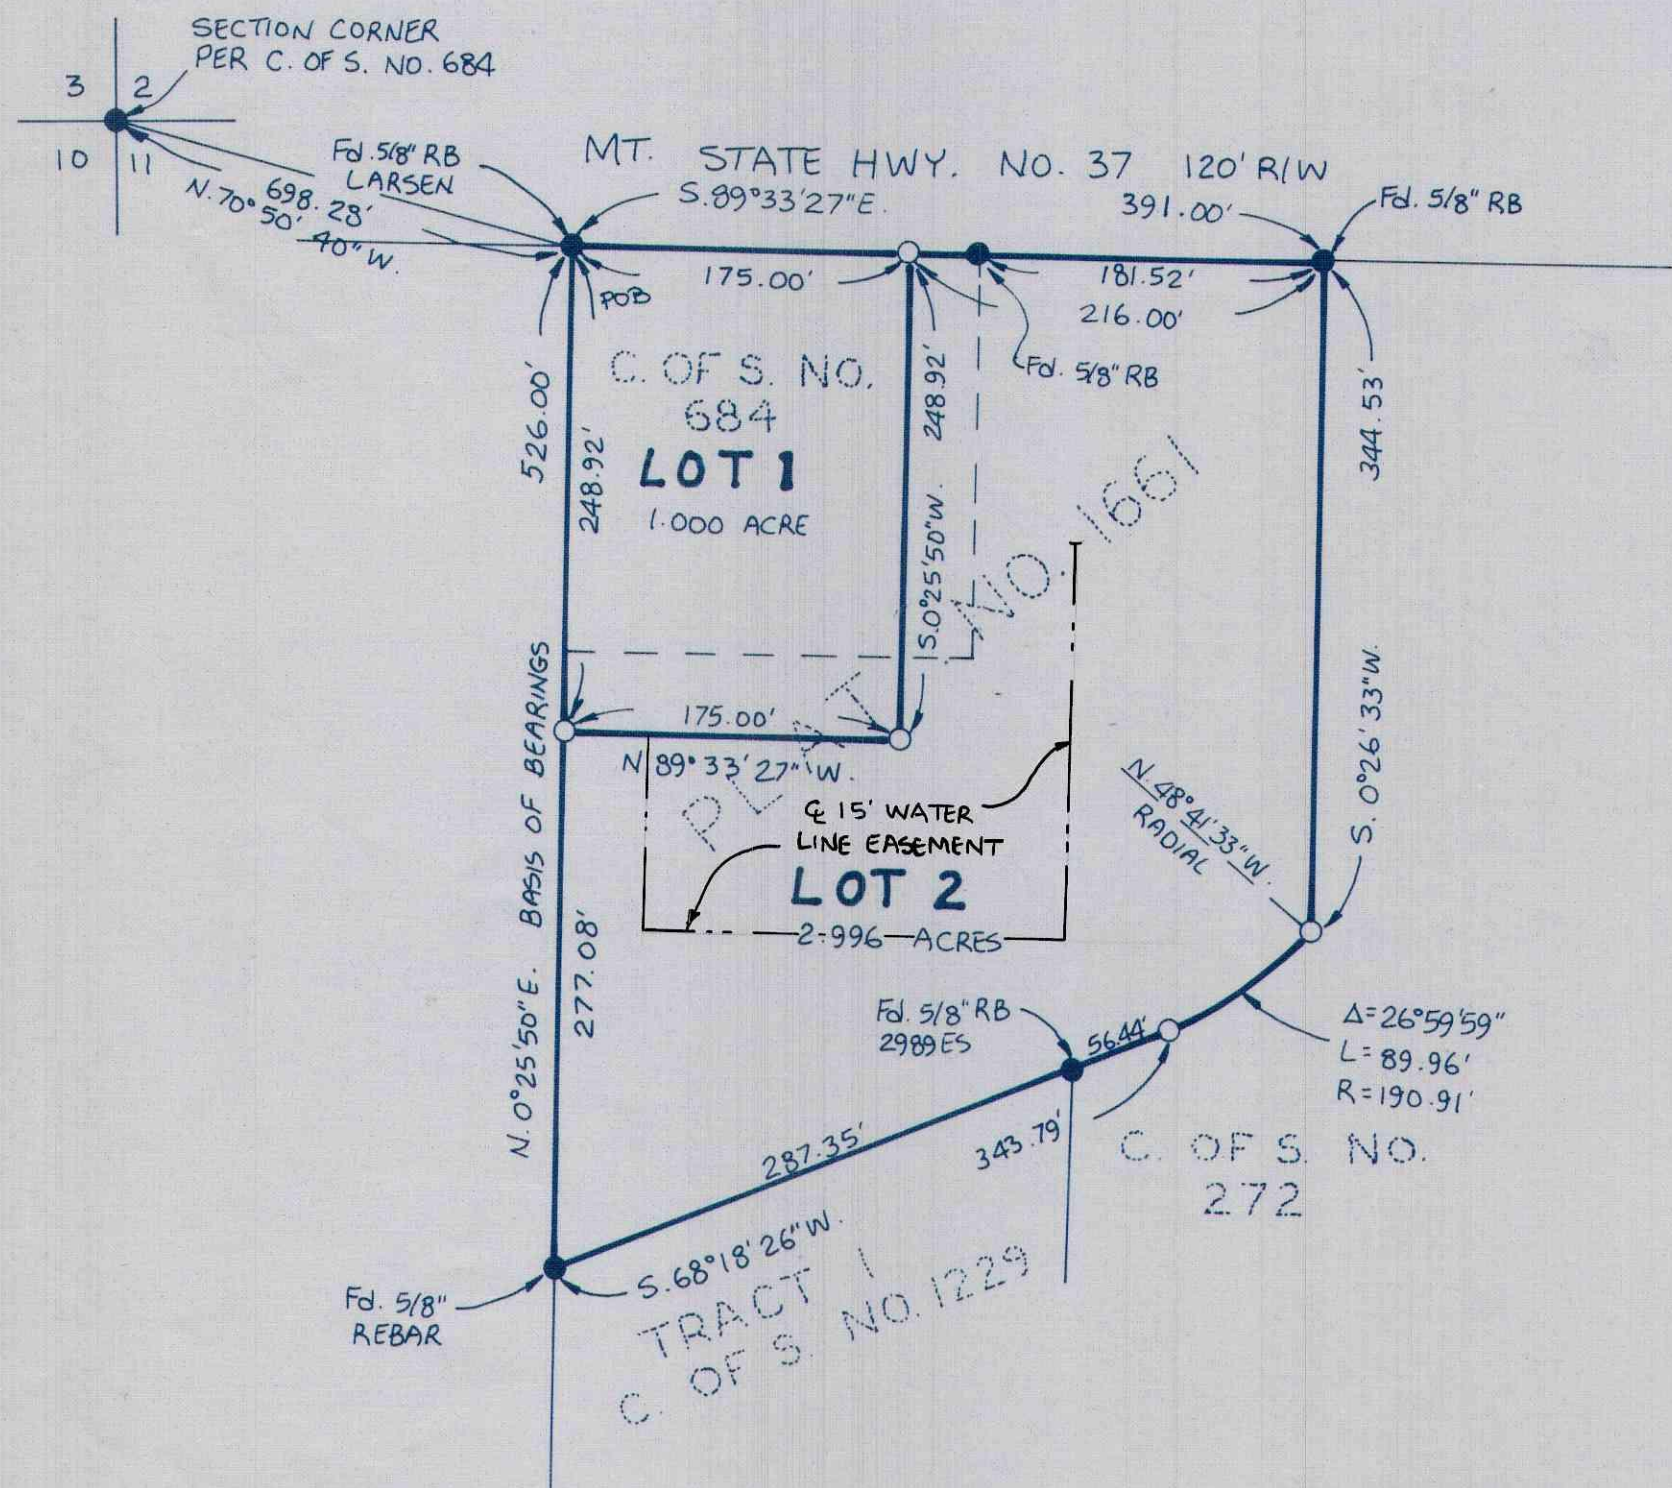 SECTION CORNER
PER C. OF S. NO. 684
3 2
10 11
N. 70° 50' 40" W.
698.28'
Fd. 5/8" RB
LARSEN
MT. STATE HWY. NO. 37 120' R/W
S. 89° 33' 27" E.
391.00'
Fd. 5/8" RB
POB
175.00'
181.52'
216.00'
Fd. 5/8" RB
526.00'
248.92'
C. OF S. NO.
684
LOT 1
1.000 ACRE
248.92'
S. 0° 25' 50" W.
344.53'
S. 0° 26' 33" W.
PLAT NO. 1661
175.00'
N. 89° 33' 27" W.
N. 0° 25' 50" E. BASIS OF BEARINGS
277.08'
℄ 15' WATER
LINE EASEMENT
LOT 2
2.996 ACRES
N. 48° 41' 33" W.
RADIAL
Fd. 5/8" RB
2989 ES
56.44'
Δ = 26° 59' 59"
L = 89.96'
R = 190.91'
287.35'
343.79'
C. OF S. NO.
272
S. 68° 18' 26" W.
Fd. 5/8"
REBAR
TRACT 1
C. OF S. NO. 1229